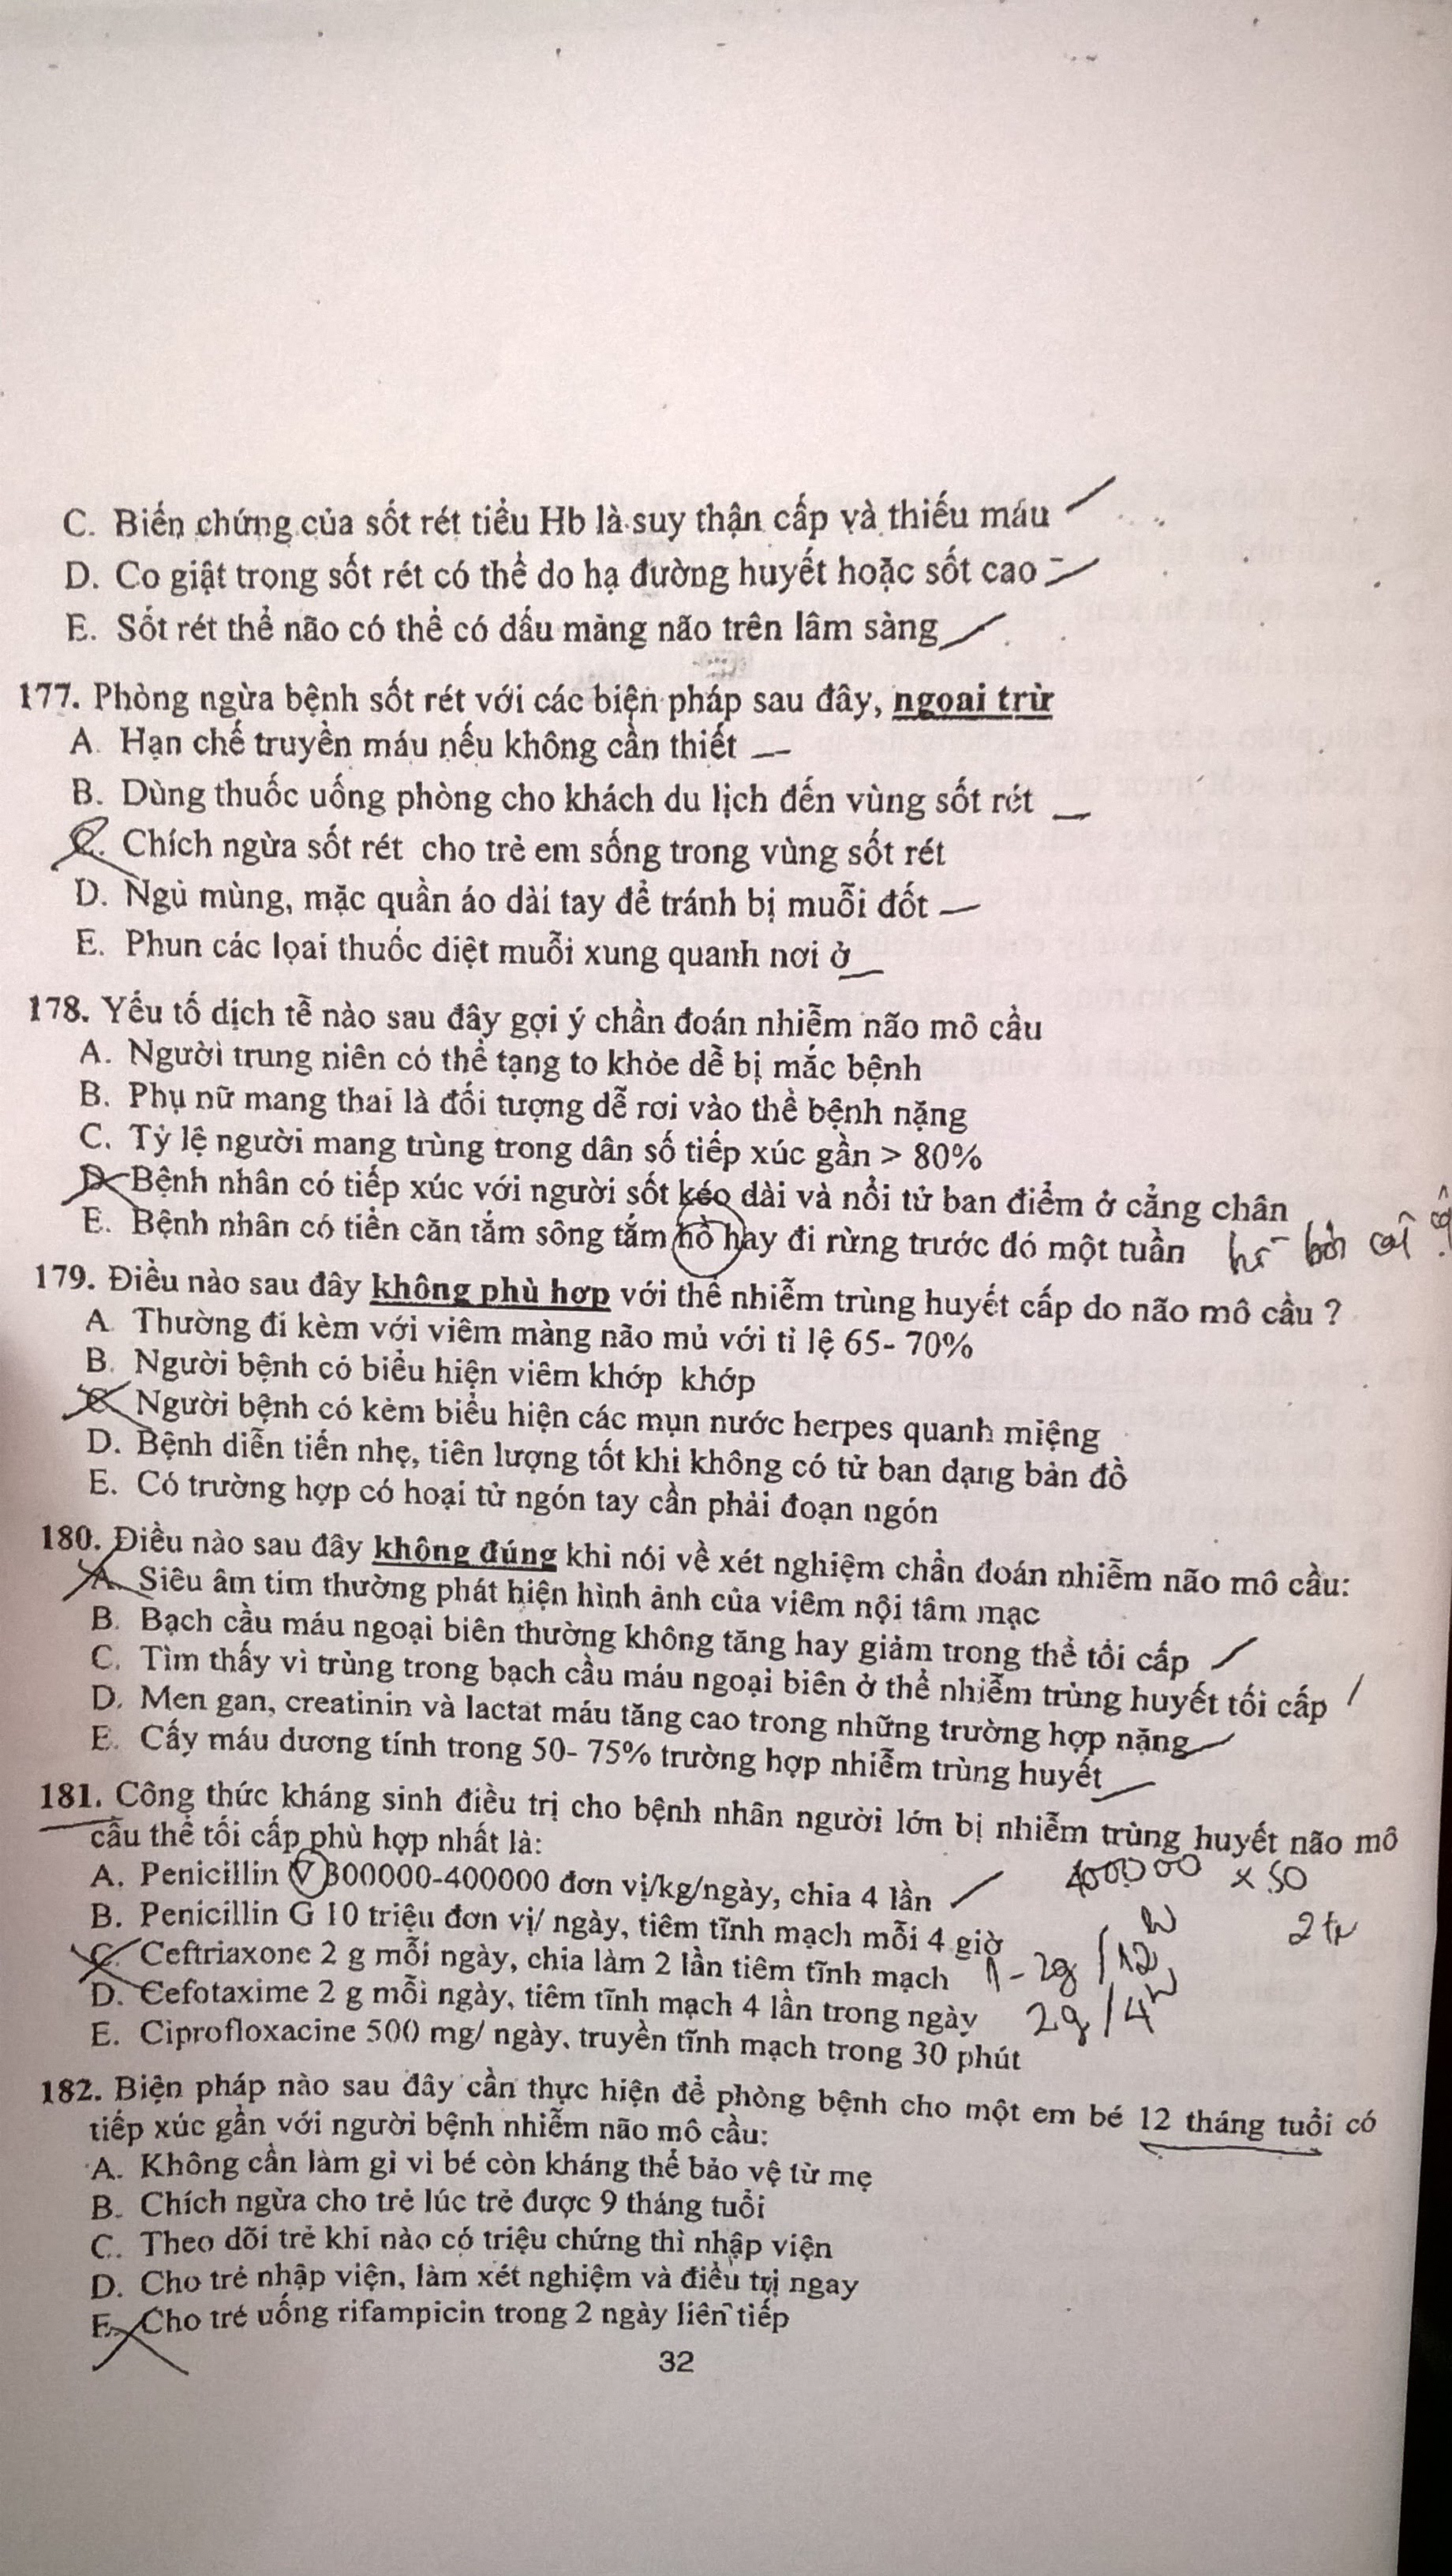 C. Biến chứng của sốt rét tiểu Hb là suy thận cấp và thiếu máu
D. Co giật trong sốt rét có thể do hạ đường huyết hoặc sốt cao
E. Sốt rét thể não có thể có dấu màng não trên lâm sàng
177. Phòng ngừa bệnh sốt rét với các biện pháp sau đây, ngoại trừ
A. Hạn chế truyền máu nếu không cần thiết
B. Dùng thuốc uống phòng cho khách du lịch đến vùng sốt rét
C. Chích ngừa sốt rét cho trẻ em sống trong vùng sốt rét
D. Ngủ mùng, mặc quần áo dài tay để tránh bị muỗi đốt
E. Phun các lọai thuốc diệt muỗi xung quanh nơi ở
178. Yếu tố dịch tễ nào sau đây gợi ý chần đoán nhiễm não mô cầu
A. Người trung niên có thể tạng to khỏe dễ bị mắc bệnh
B. Phụ nữ mang thai là đối tượng dễ rơi vào thể bệnh nặng
C. Tỷ lệ người mang trùng trong dân số tiếp xúc gần > 80%
D. Bệnh nhân có tiếp xúc với người sốt kéo dài và nổi tử ban điểm ở cẳng chân
E. Bệnh nhân có tiền căn tắm sông tắm hồ hay đi rừng trước đó một tuần
179. Điều nào sau đây không phù hợp với thể nhiễm trùng huyết cấp do não mô cầu ?
A. Thường đi kèm với viêm màng não mủ với tỉ lệ 65- 70%
B. Người bệnh có biểu hiện viêm khớp khớp
C. Người bệnh có kèm biểu hiện các mụn nước herpes quanh miệng
D. Bệnh diễn tiến nhẹ, tiên lượng tốt khi không có tử ban dạng bản đồ
E. Có trường hợp có hoại tử ngón tay cần phải đoạn ngón
180. Điều nào sau đây không đúng khi nói về xét nghiệm chần đoán nhiễm não mô cầu:
A. Siêu âm tim thường phát hiện hình ảnh của viêm nội tâm mạc
B. Bạch cầu máu ngoại biên thường không tăng hay giảm trong thể tối cấp
C. Tìm thấy vi trùng trong bạch cầu máu ngoại biên ở thể nhiễm trùng huyết tối cấp
D. Men gan, creatinin và lactat máu tăng cao trong những trường hợp nặng
E. Cấy máu dương tính trong 50- 75% trường hợp nhiễm trùng huyết
181. Công thức kháng sinh điều trị cho bệnh nhân người lớn bị nhiễm trùng huyết não mô
cầu thể tối cấp phù hợp nhất là:
A. Penicillin V 300000-400000 đơn vị/kg/ngày, chia 4 lần
400000 x 50
B. Penicillin G 10 triệu đơn vị/ ngày, tiêm tĩnh mạch mỗi 4 giờ
C. Ceftriaxone 2 g mỗi ngày, chia làm 2 lần tiêm tĩnh mạch 1-2g /12h
D. Cefotaxime 2 g mỗi ngày, tiêm tĩnh mạch 4 lần trong ngày 2g/4h
E. Ciprofloxacine 500 mg/ ngày, truyền tĩnh mạch trong 30 phút
182. Biện pháp nào sau đây cần thực hiện để phòng bệnh cho một em bé 12 tháng tuổi có
tiếp xúc gần với người bệnh nhiễm não mô cầu:
A. Không cần làm gì vì bé còn kháng thể bảo vệ từ mẹ
B. Chích ngừa cho trẻ lúc trẻ được 9 tháng tuổi
C. Theo dõi trẻ khi nào có triệu chứng thì nhập viện
D. Cho trẻ nhập viện, làm xét nghiệm và điều trị ngay
E. Cho trẻ uống rifampicin trong 2 ngày liên tiếp
32